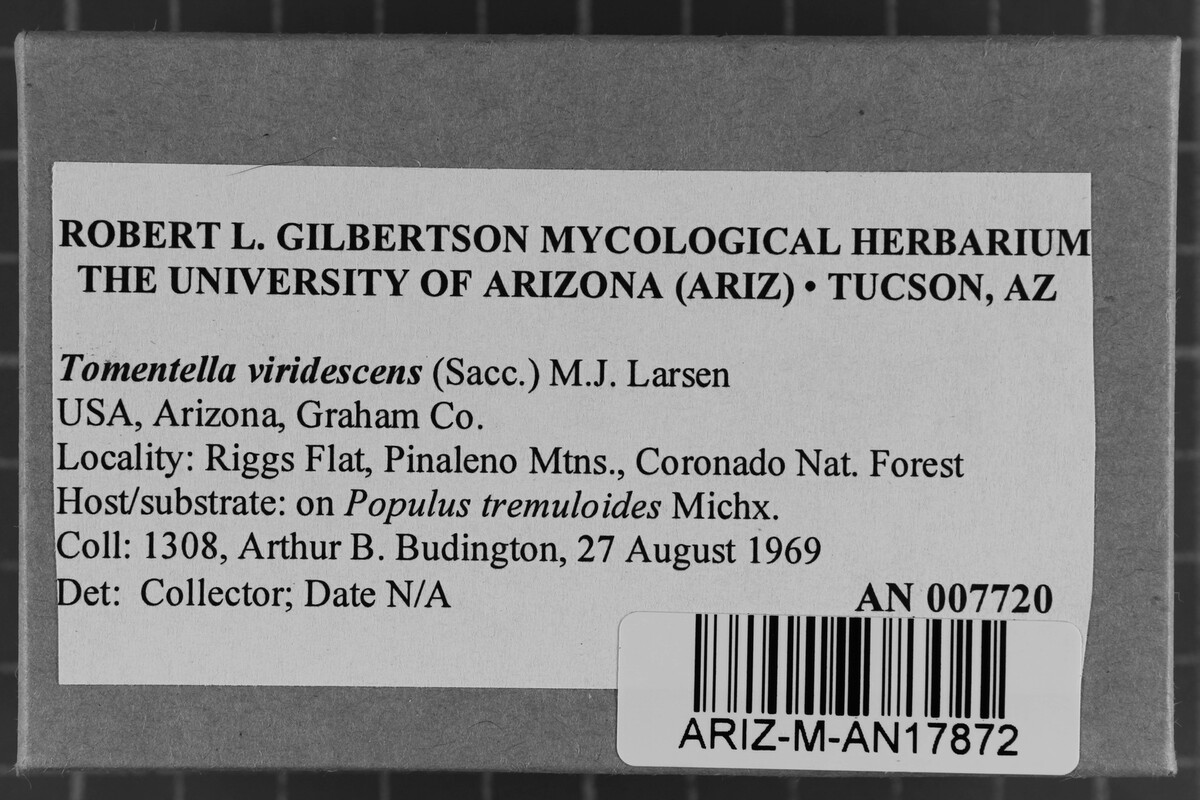 ROBERT L. GILBERTSON MYCOLOGICAL HERBARIUM
THE UNIVERSITY OF ARIZONA (ARIZ) • TUCSON, AZ
Tomentella viridescens (Sacc.) M.J. Larsen
USA, Arizona, Graham Co.
Locality: Riggs Flat, Pinaleno Mtns., Coronado Nat. Forest
Host/substrate: on Populus tremuloides Michx.
Coll: 1308, Arthur B. Budington, 27 August 1969
Det: Collector; Date N/A
AN 007720
ARIZ-M-AN17872